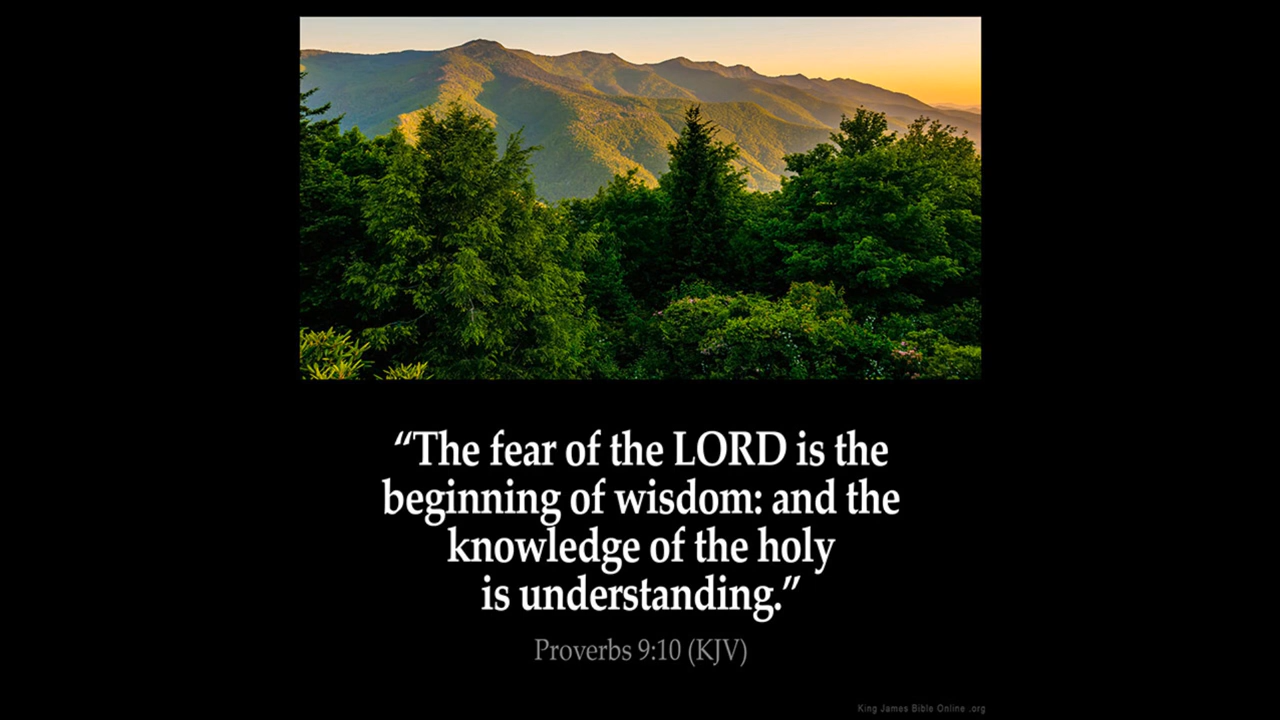 “The fear of the LORD is the
beginning of wisdom: and the
knowledge of the holy
is understanding.”
Proverbs 9:10 (KJV)
King James Bible Online .org